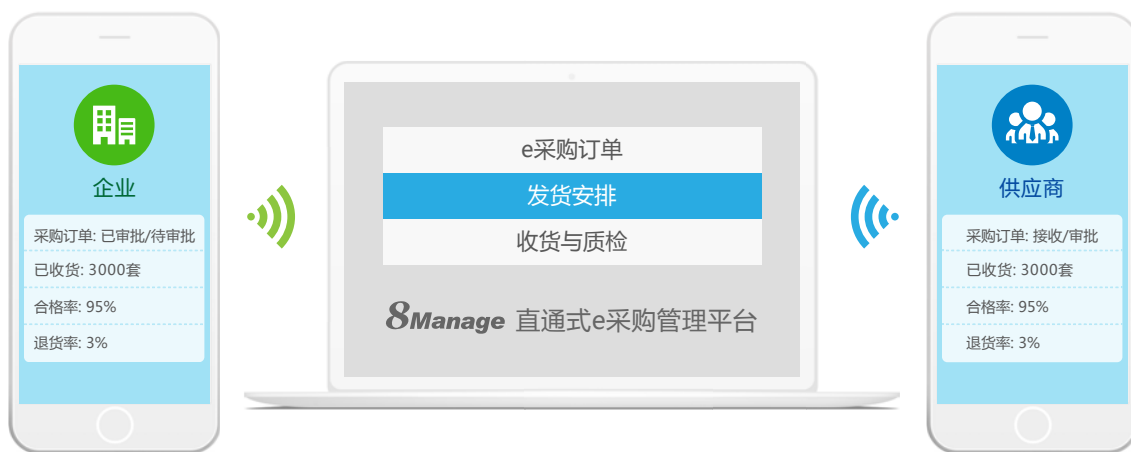 企业
采购订单: 已审批/待审批
已收货: 3000套
合格率: 95%
退货率: 3%
e采购订单
发货安排
收货与质检
8Manage 直通式e采购管理平台
供应商
采购订单: 接收/审批
已收货: 3000套
合格率: 95%
退货率: 3%